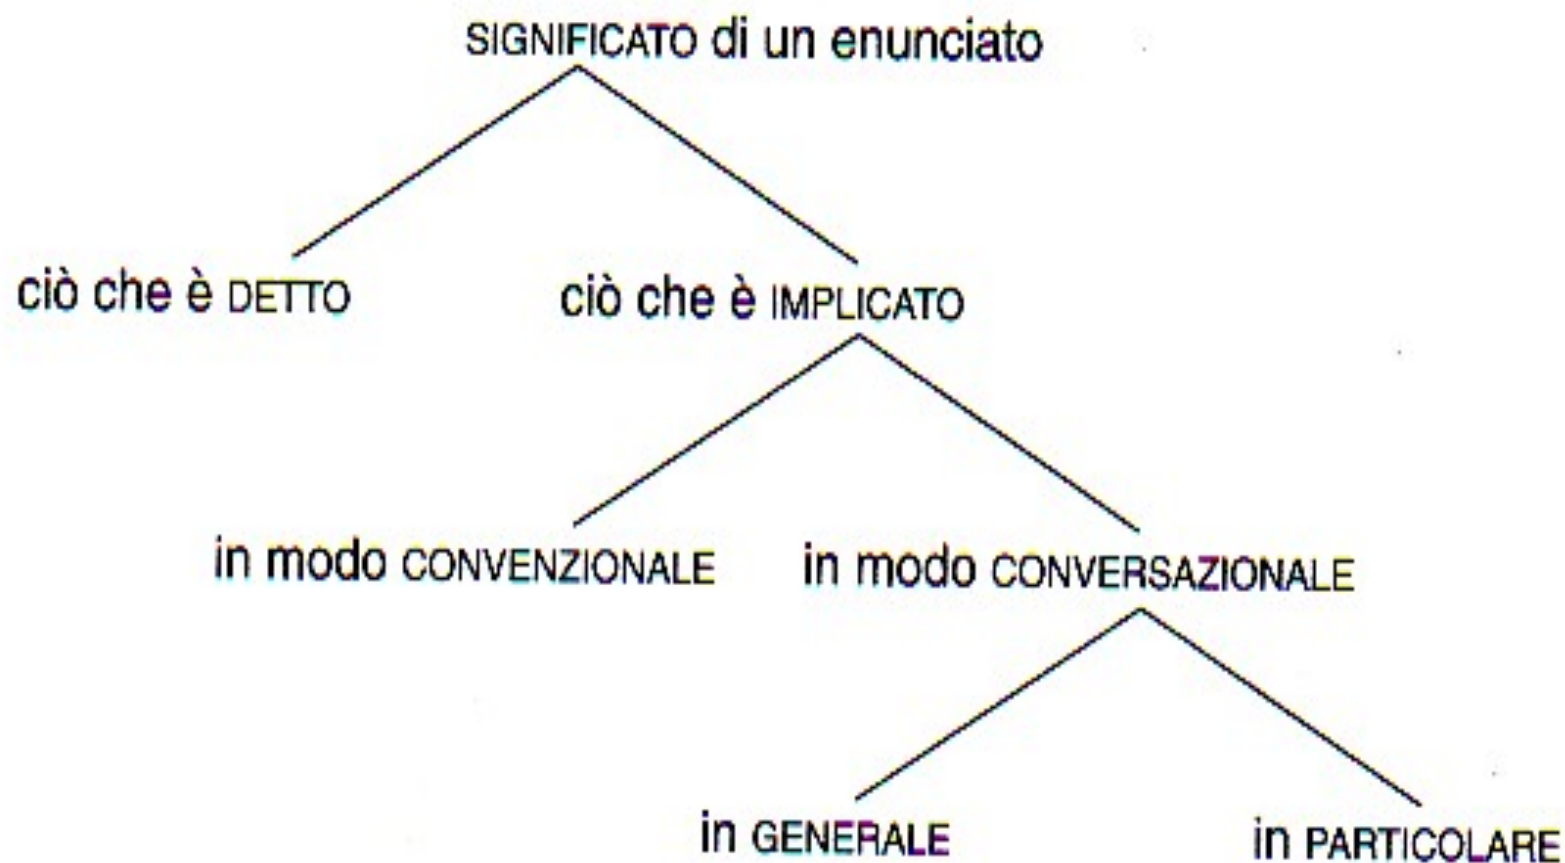 SIGNIFICATO di un enunciato
ciò che è DETTO
ciò che è IMPLICATO
in modo CONVENZIONALE
in modo CONVERSAZIONALE
in GENERALE
in PARTICOLARE